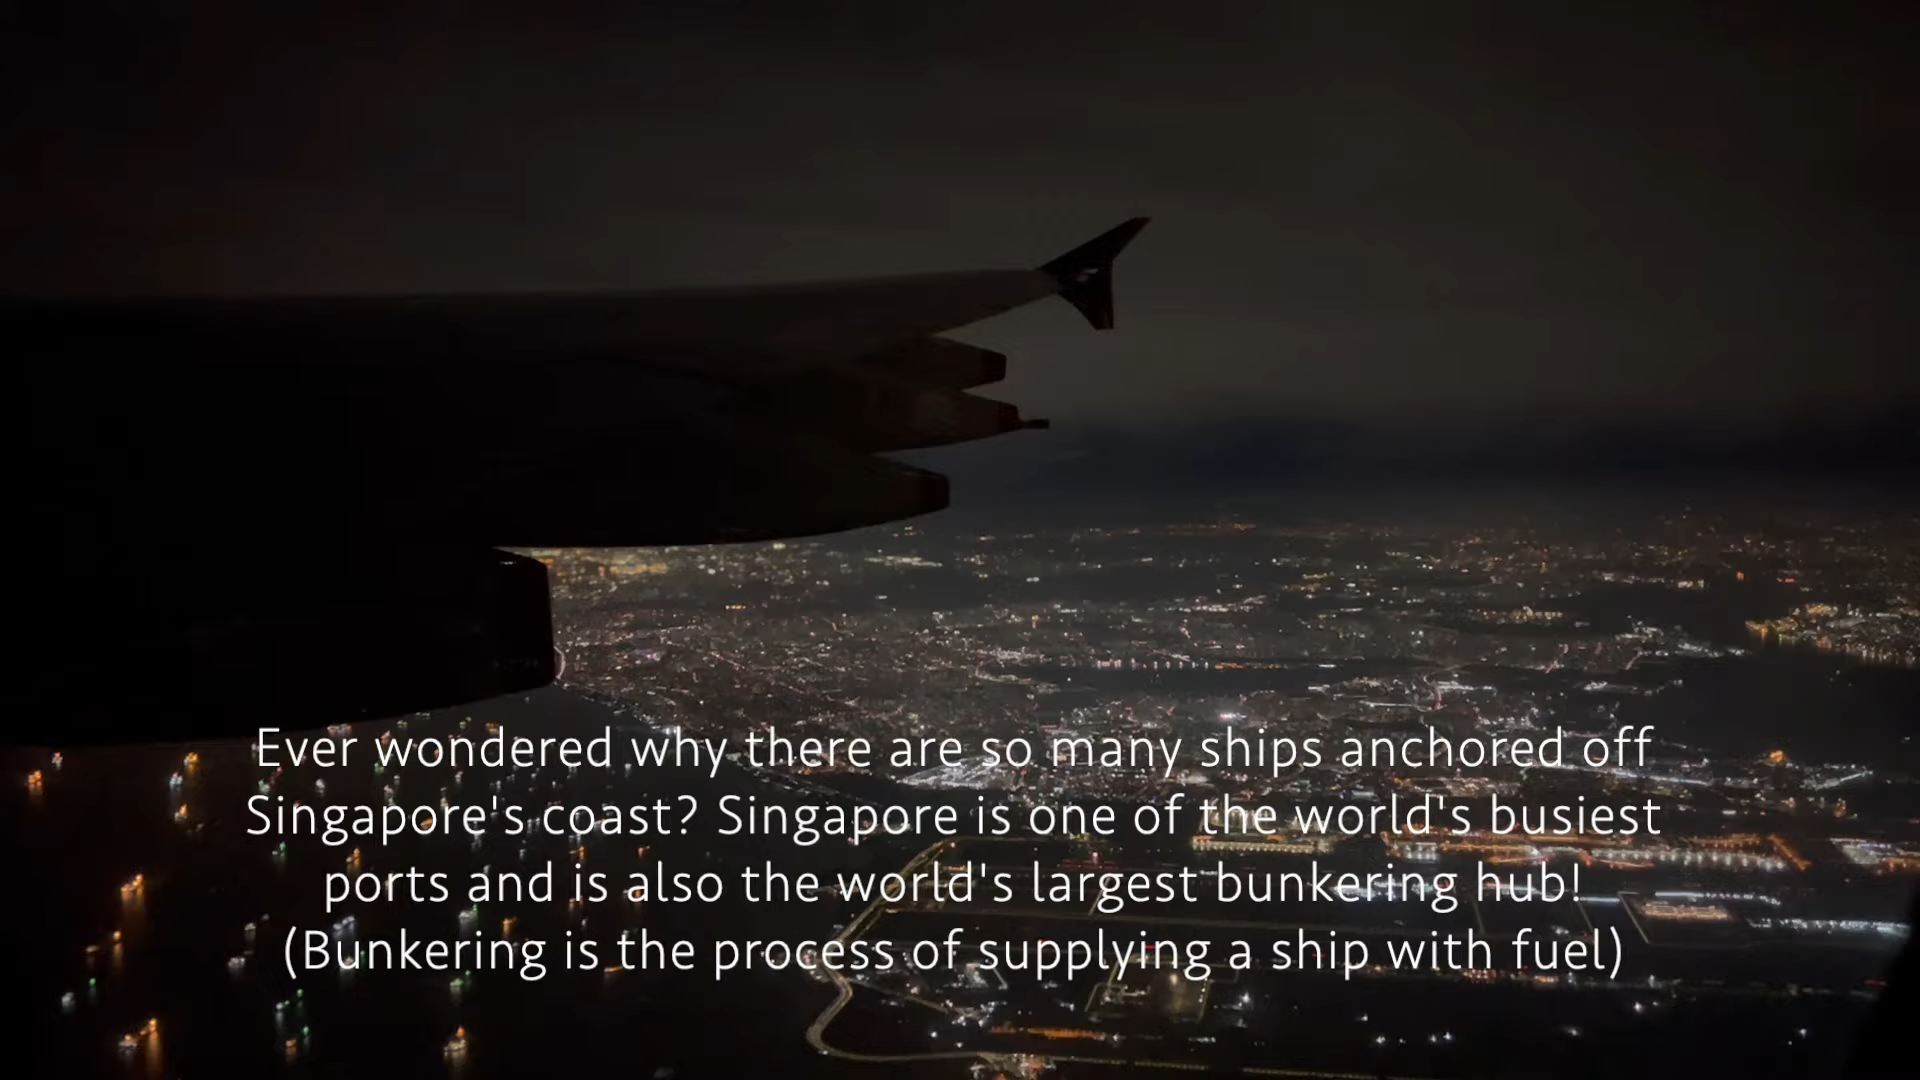 Ever wondered why there are so many ships anchored off
Singapore's coast? Singapore is one of the world's busiest
ports and is also the world's largest bunkering hub!
(Bunkering is the process of supplying a ship with fuel)